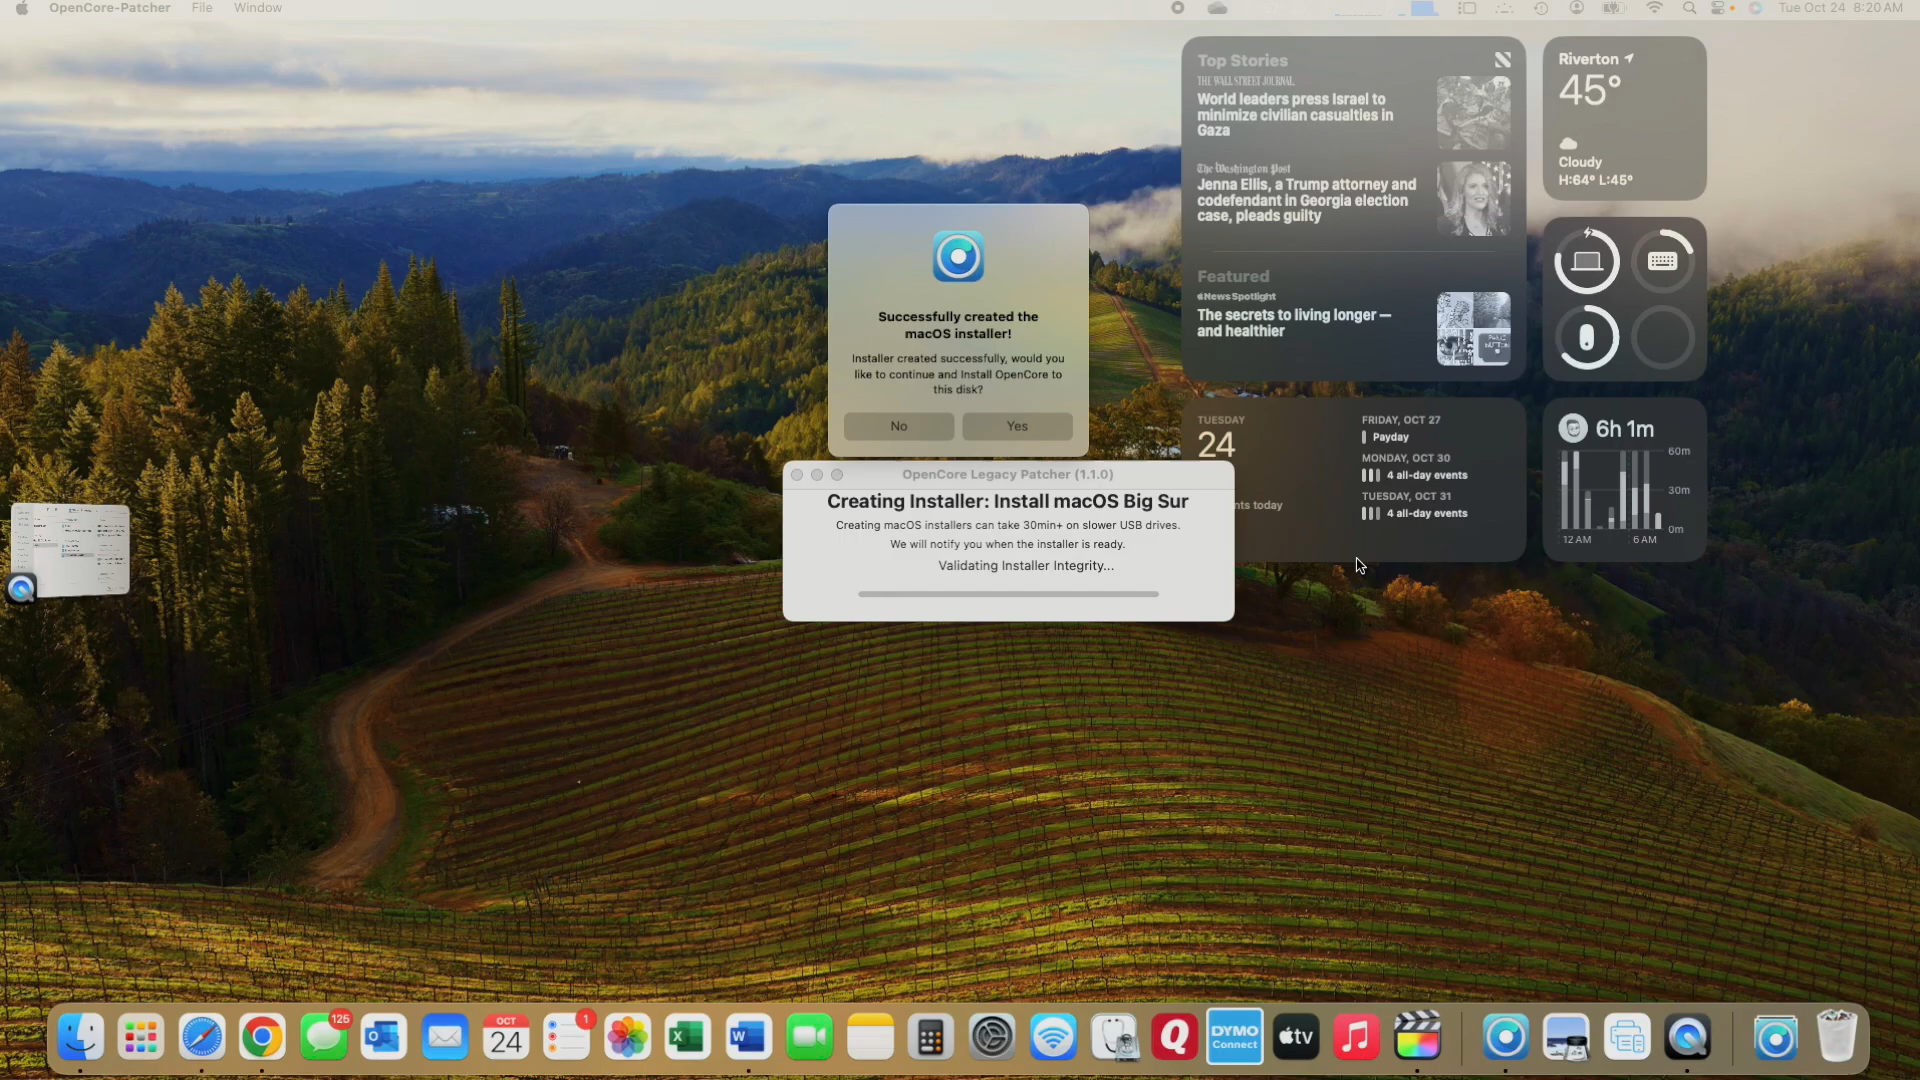 OpenCore-Patcher File Window
Tue Oct 24 8:20 AM
Top Stories
THE WALL STREET JOURNAL.
World leaders press Israel to
minimize civilian casualties in
Gaza
The Washington Post
Jenna Ellis, a Trump attorney and
codefendant in Georgia election
case, pleads guilty
Featured
News Spotlight
The secrets to living longer —
and healthier
Riverton
45°
Cloudy
H:64° L:45°
TUESDAY
24
nts today
FRIDAY, OCT 27
Payday
MONDAY, OCT 30
4 all-day events
TUESDAY, OCT 31
4 all-day events
6h 1m
60m
30m
0m
12 AM 6 AM
Successfully created the
macOS installer!
Installer created successfully, would you
like to continue and Install OpenCore to
this disk?
No Yes
OpenCore Legacy Patcher (1.1.0)
Creating Installer: Install macOS Big Sur
Creating macOS installers can take 30min+ on slower USB drives.
We will notify you when the installer is ready.
Validating Installer Integrity...
125
OCT
24
1
DYMO
Connect
tv